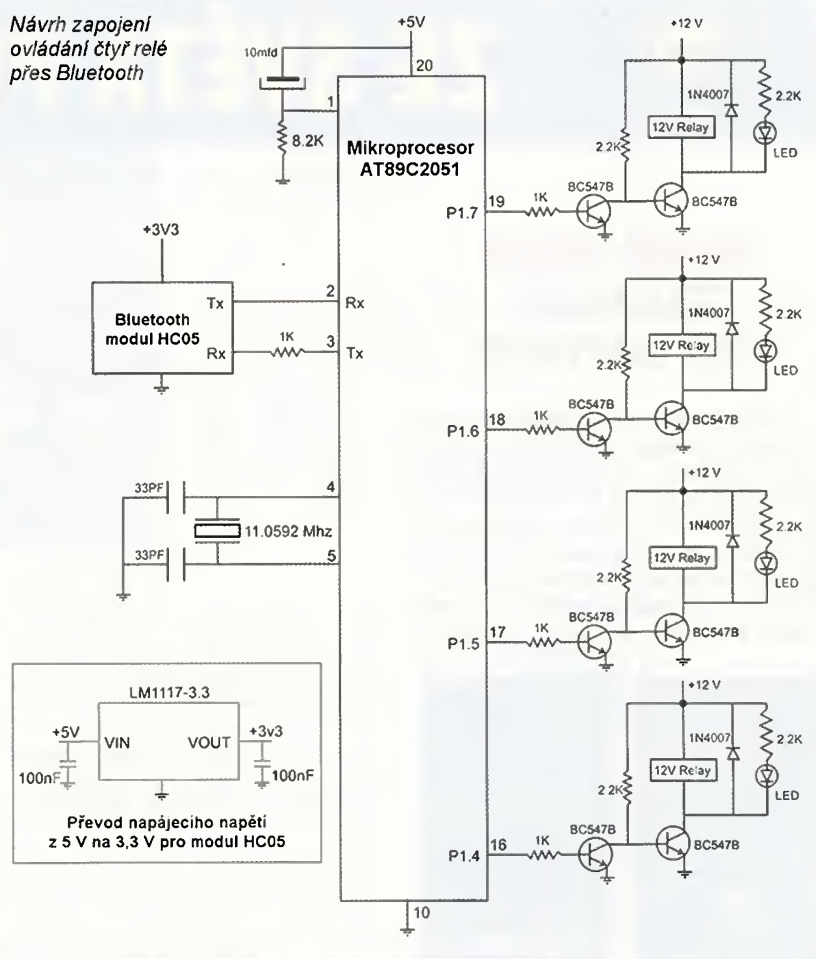 Návrh zapojení
ovládání čtyř relé
přes Bluetooth
+5V
10mfd
20
1
8.2K
Mikroprocesor
AT89C2051
+3V3
Bluetooth
modul HC05
Tx
Rx
1K
2
Rx
3
Tx
33PF
33PF
4
11.0592 Mhz
5
LM1117-3.3
+5V
VIN
VOUT
+3v3
100nF
100nF
Převod napájecího napětí
z 5 V na 3,3 V pro modul HC05
10
+12 V
2.2K
1N4007
12V Relay
2.2K
LED
P1.7
19
1K
BC547B
BC547B
+12 V
2.2K
1N4007
12V Relay
2.2K
LED
P1.6
18
1K
BC547B
BC547B
+12 V
2.2K
1N4007
12V Relay
2.2K
LED
P1.5
17
1K
BC547B
BC547B
+12 V
2.2K
1N4007
12V Relay
2.2K
LED
P1.4
16
1K
BC547B
BC547B